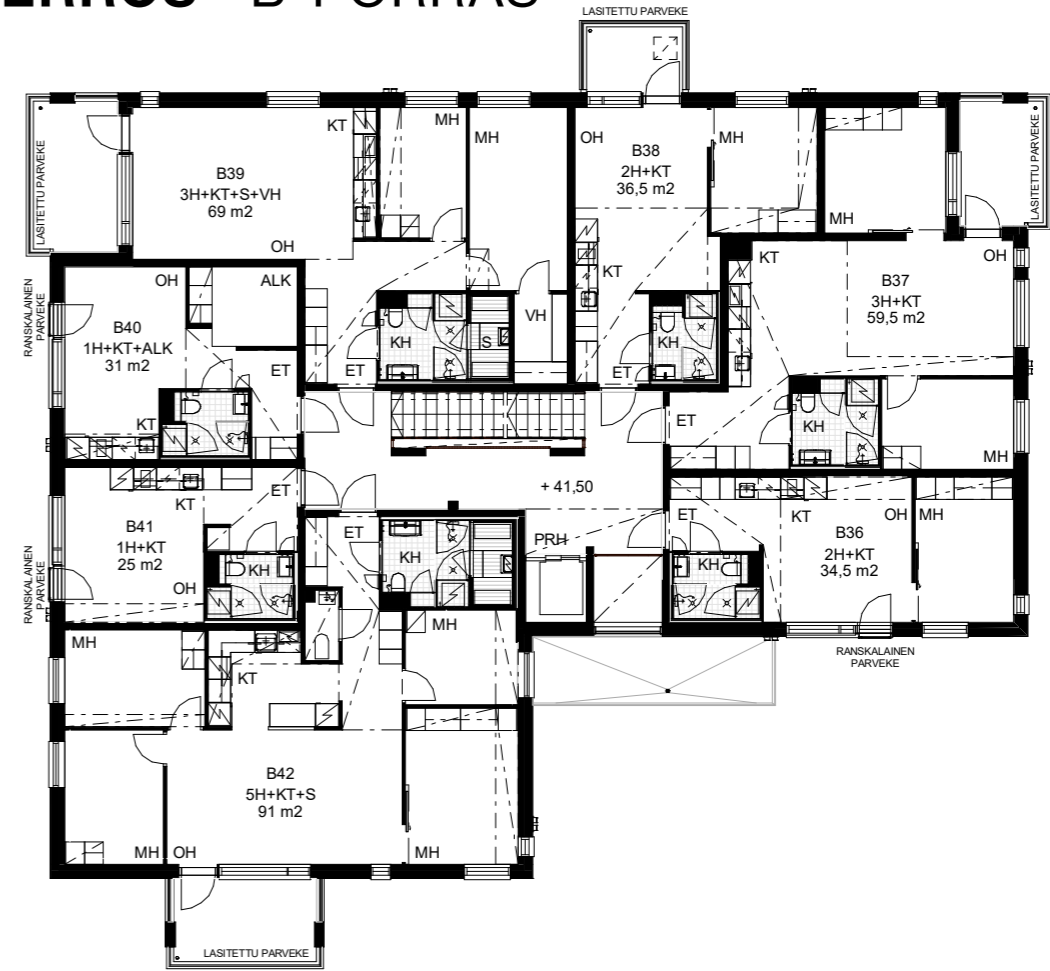 B PORRAS
LASITETTU PARVEKE
LASITETTU PARVEKE
KT
MH
MH
B39
3H+KT+S+VH
69 m2
OH
OH
B38
2H+KT
36,5 m2
MH
KT
MH
LASITETTU PARVEKE
KT
OH
B37
3H+KT
59,5 m2
RANSKALAINEN
PARVEKE
OH
ALK
B40
1H+KT+ALK
31 m2
ET
KT
KH
S
VH
ET
KH
ET
ET
KH
MH
KT
ET
B41
1H+KT
25 m2
OH
KH
RANSKALAINEN
PARVEKE
+ 41,50
ET
KH
PRH
ET
KH
KT
OH
MH
B36
2H+KT
34,5 m2
RANSKALAINEN
PARVEKE
MH
KT
MH
B42
5H+KT+S
91 m2
MH
OH
MH
LASITETTU PARVEKE